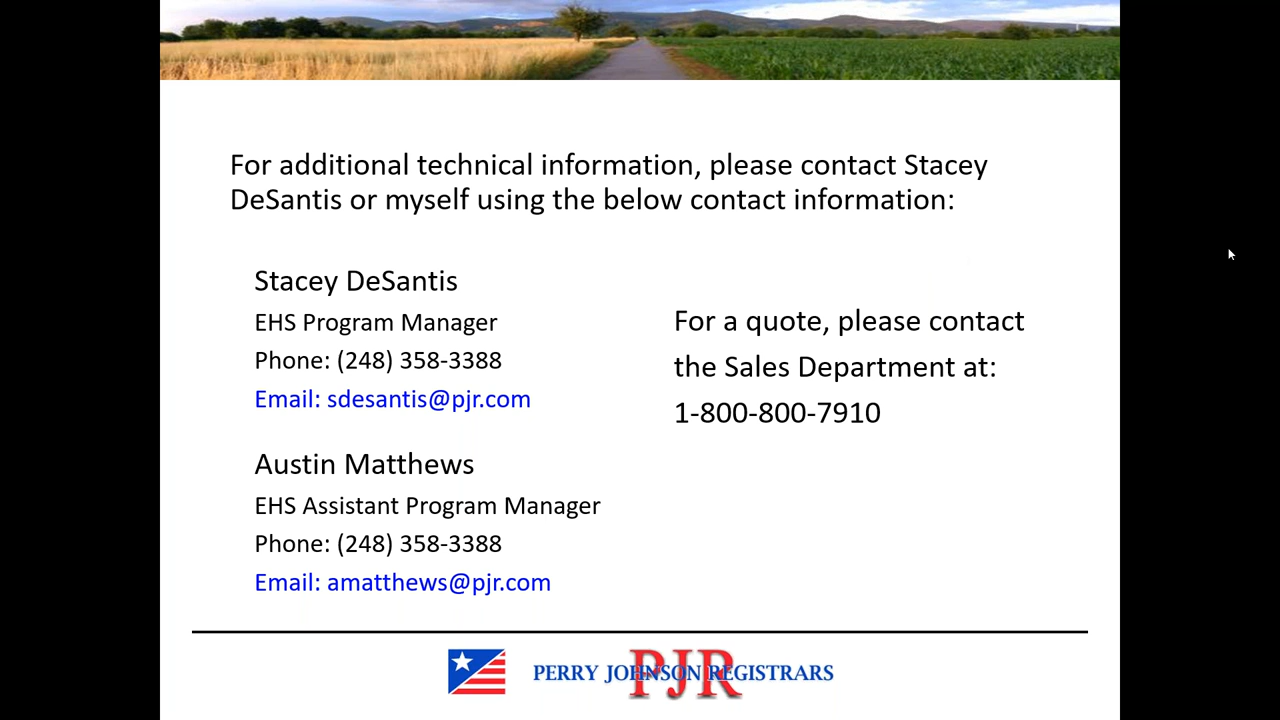 For additional technical information, please contact Stacey
DeSantis or myself using the below contact information:
Stacey DeSantis
EHS Program Manager
Phone: (248) 358-3388
Email: sdesantis@pjr.com
Austin Matthews
EHS Assistant Program Manager
Phone: (248) 358-3388
Email: amatthews@pjr.com
For a quote, please contact
the Sales Department at:
1-800-800-7910
PJR
PERRY JOHNSON REGISTRARS